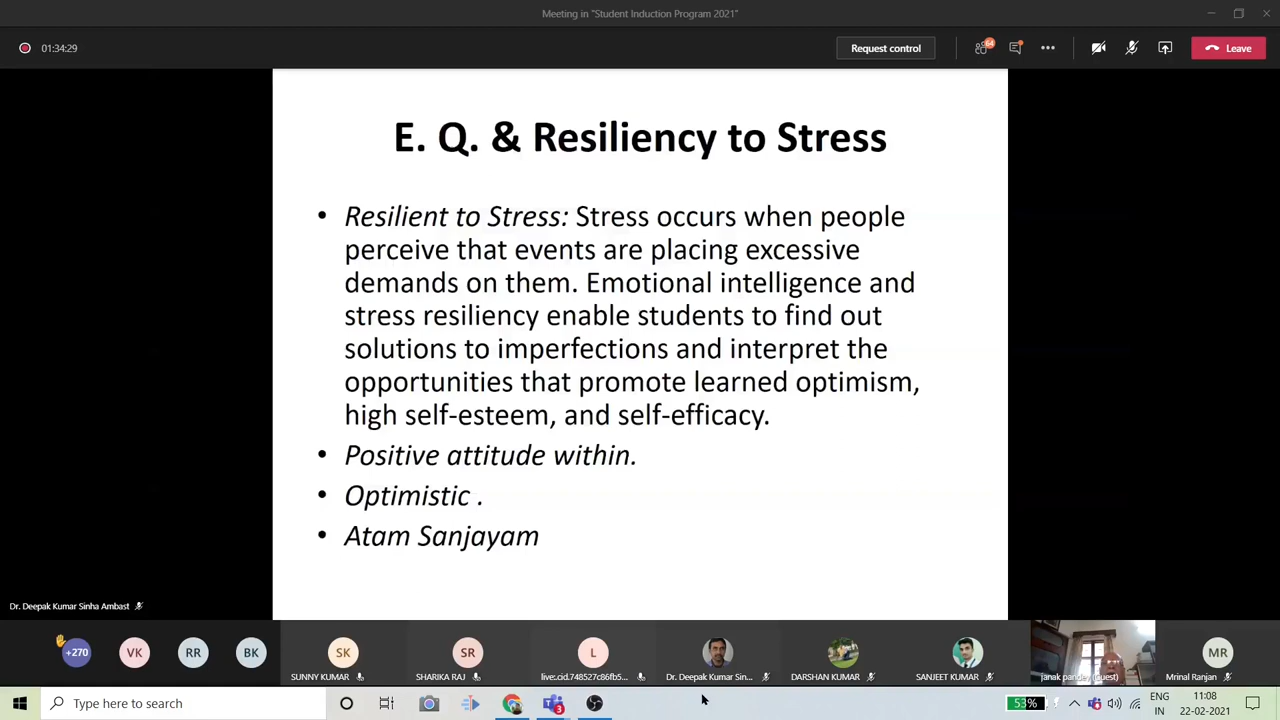 Meeting in "Student Induction Program 2021"
01:34:29
Request control
64
Leave
E. Q. & Resiliency to Stress
• Resilient to Stress: Stress occurs when people
perceive that events are placing excessive
demands on them. Emotional intelligence and
stress resiliency enable students to find out
solutions to imperfections and interpret the
opportunities that promote learned optimism,
high self-esteem, and self-efficacy.
• Positive attitude within.
• Optimistic .
• Atam Sanjayam
Dr. Deepak Kumar Sinha Ambast
+270
VK
RR
BK
SK
SR
L
MR
SUNNY KUMAR
SHARIKA RAJ
live:.cid.748527c86fb5...
Dr. Deepak Kumar Sin...
DARSHAN KUMAR
SANJEET KUMAR
janak pandey (Guest)
Mrinal Ranjan
Type here to search
3
53%
ENG
IN
11:08
22-02-2021